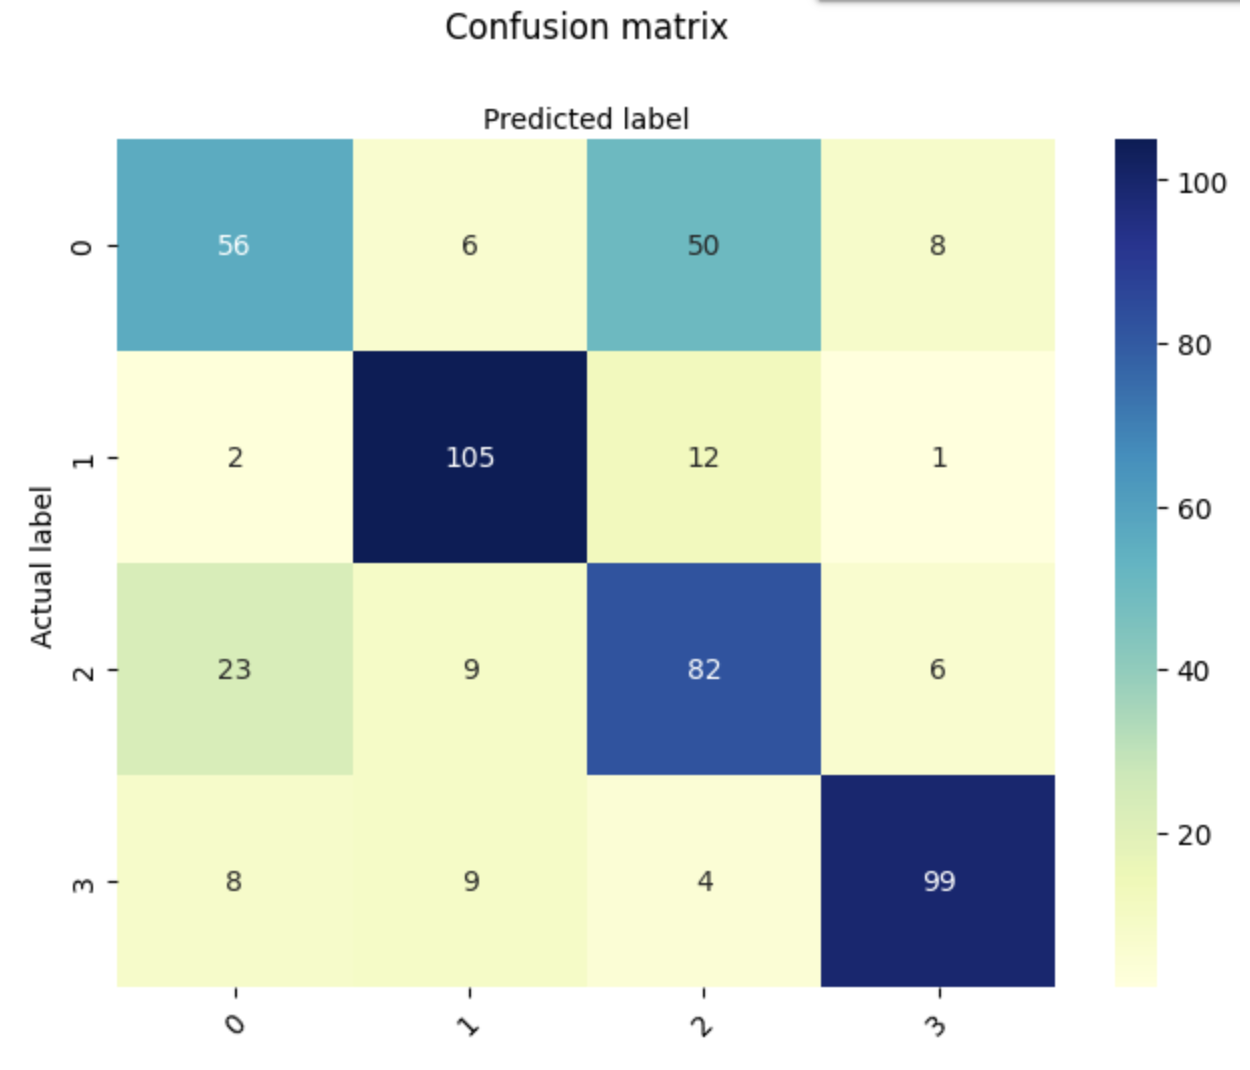 Confusion matrix
Predicted label
Actual label
0 56 6 50 8
1 2 105 12 1
2 23 9 82 6
3 8 9 4 99
0 1 2 3
100
80
60
40
20